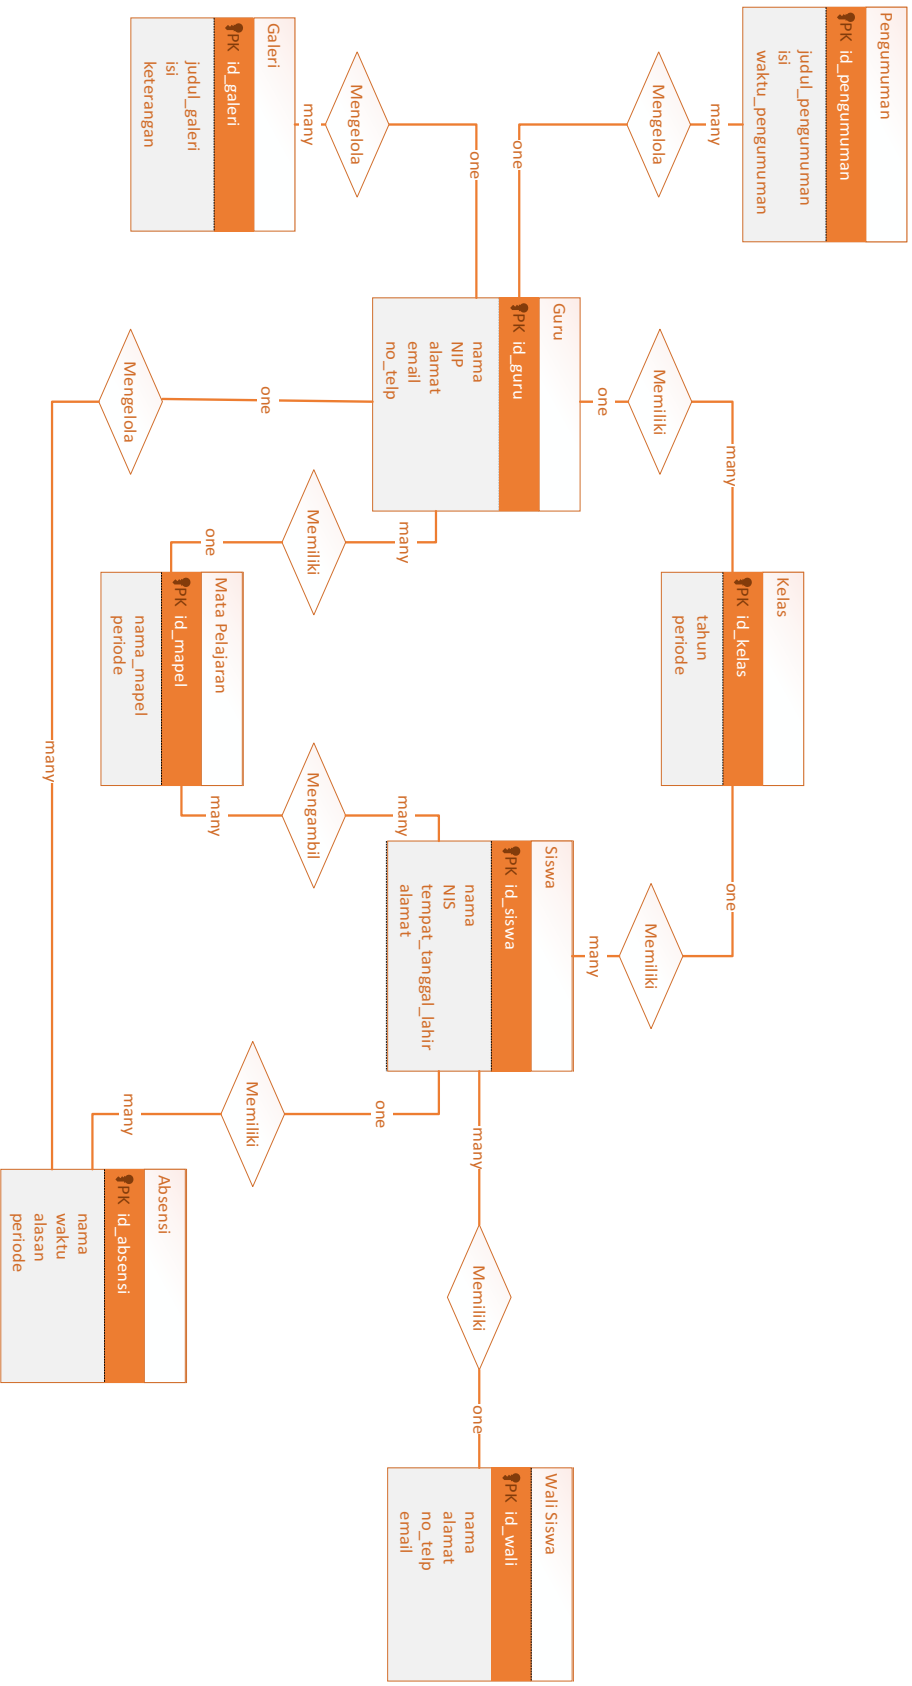 Pengumuman
PK id_pengumuman
judul_pengumuman
isi
waktu_pengumuman
many
Mengelola
one
Galeri
PK id_galeri
judul_galeri
isi
keterangan
many
Mengelola
one
Guru
PK id_guru
nama
NIP
alamat
email
no_telp
one
Memiliki
many
Kelas
PK id_kelas
tahun
periode
one
Memiliki
many
one
Mengelola
many
many
Memiliki
one
Mata Pelajaran
PK id_mapel
nama_mapel
periode
many
Mengambil
many
Siswa
PK id_siswa
nama
NIS
tempat_tanggal_lahir
alamat
one
Memiliki
many
Absensi
PK id_absensi
nama
waktu
alasan
periode
many
Memiliki
one
Wali Siswa
PK id_wali
nama
alamat
no_telp
email